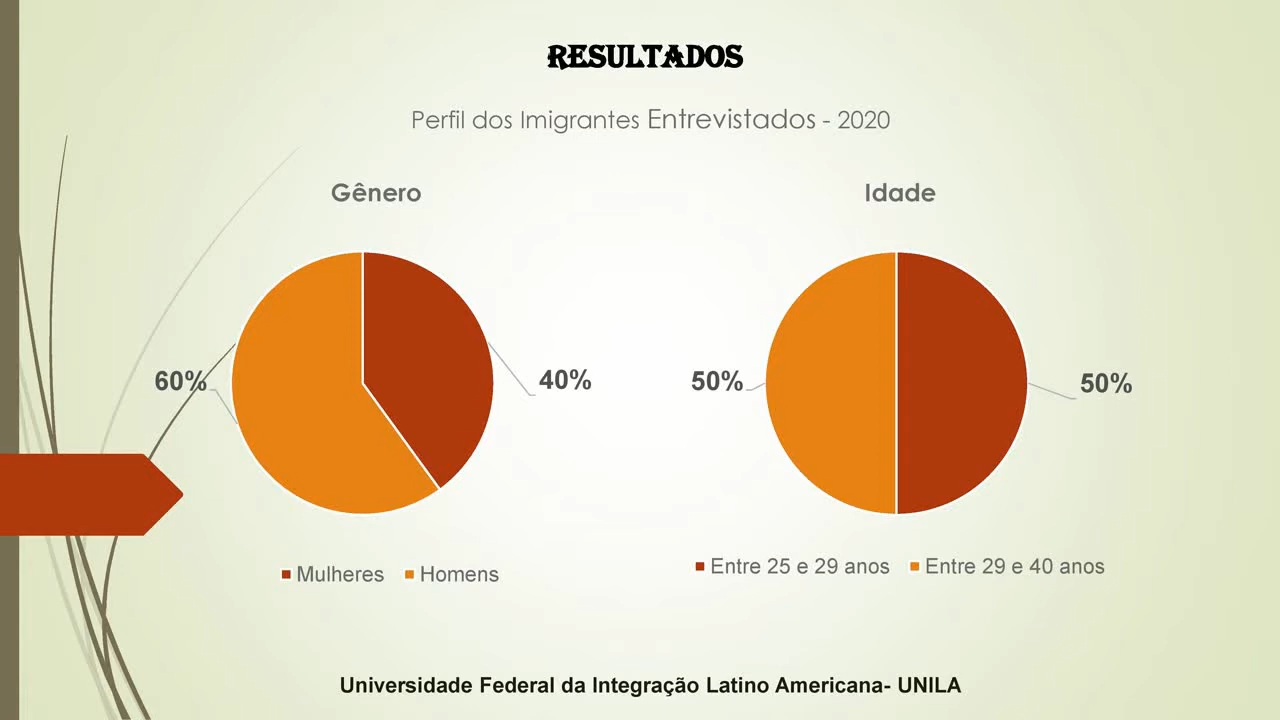 RESULTADOS
Perfil dos Imigrantes Entrevistados - 2020
Gênero
60%
40%
Mulheres Homens
Idade
50%
50%
Entre 25 e 29 anos Entre 29 e 40 anos
Universidade Federal da Integração Latino Americana- UNILA